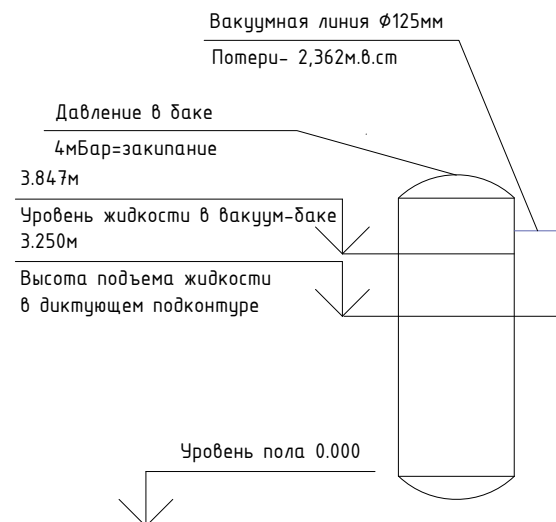 Вакуумная линия Ф125мм
Потери- 2,362м.в.ст
Давление в баке
4мБар=закипание
3.847м
Уровень жидкости в вакуум-баке
3.250м
Высота подъема жидкости
в диктующем подконтуре
Уровень пола 0.000